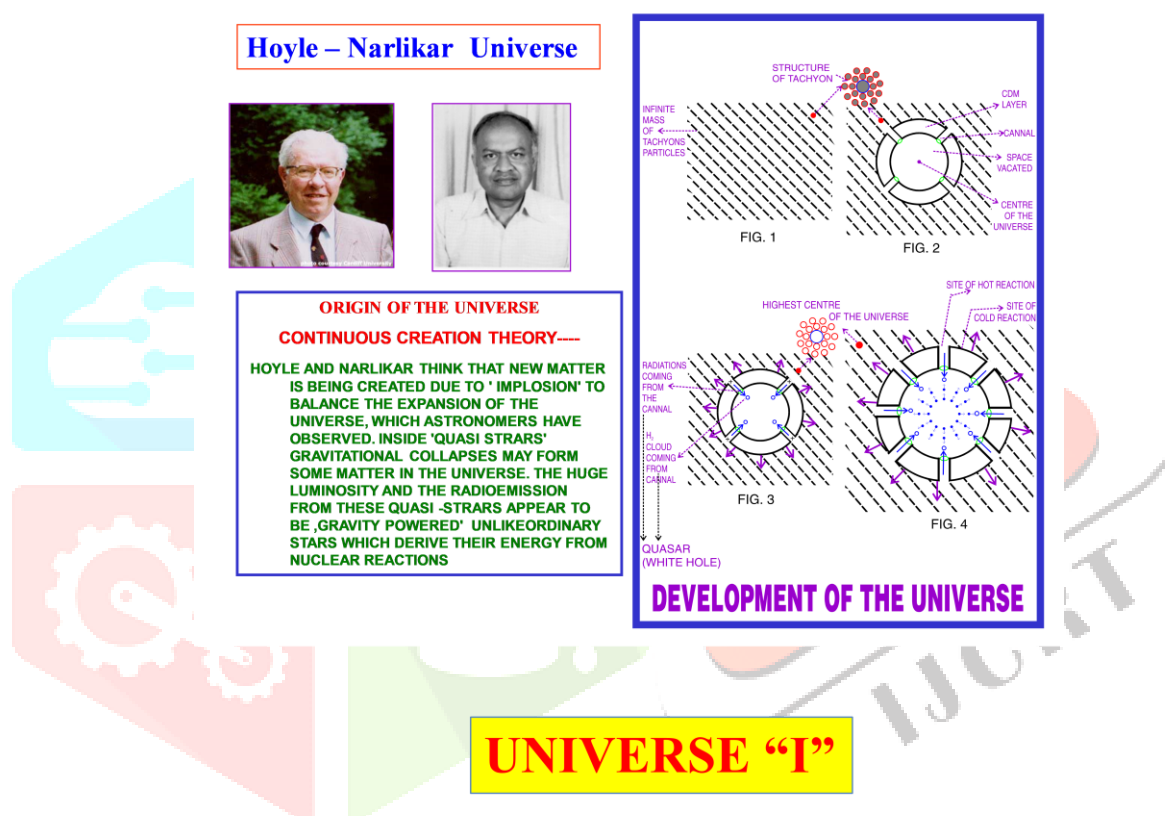 Hoyle – Narlikar Universe
ORIGIN OF THE UNIVERSE
CONTINUOUS CREATION THEORY----
HOYLE AND NARLIKAR THINK THAT NEW MATTER
IS BEING CREATED DUE TO ' IMPLOSION' TO
BALANCE THE EXPANSION OF THE
UNIVERSE, WHICH ASTRONOMERS HAVE
OBSERVED. INSIDE 'QUASI STRARS'
GRAVITATIONAL COLLAPSES MAY FORM
SOME MATTER IN THE UNIVERSE. THE HUGE
LUMINOSITY AND THE RADIOEMISSION
FROM THESE QUASI -STRARS APPEAR TO
BE ,GRAVITY POWERED' UNLIKEORDINARY
STARS WHICH DERIVE THEIR ENERGY FROM
NUCLEAR REACTIONS
STRUCTURE
OF TACHYON
INFINITE
MASS
OF
TACHYONS
PARTICLES
CDM
LAYER
CANNAL
SPACE
VACATED
CENTRE
OF THE
UNIVERSE
FIG. 1
FIG. 2
HIGHEST CENTRE
OF THE UNIVERSE
SITE OF HOT REACTION
SITE OF
COLD REACTION
RADIATIONS
COMING
FROM
THE
CANNAL
H₂
CLOUD
COMING
FROM
CANNAL
FIG. 3
FIG. 4
QUASAR
(WHITE HOLE)
DEVELOPMENT OF THE UNIVERSE
IJCRT
UNIVERSE “I”